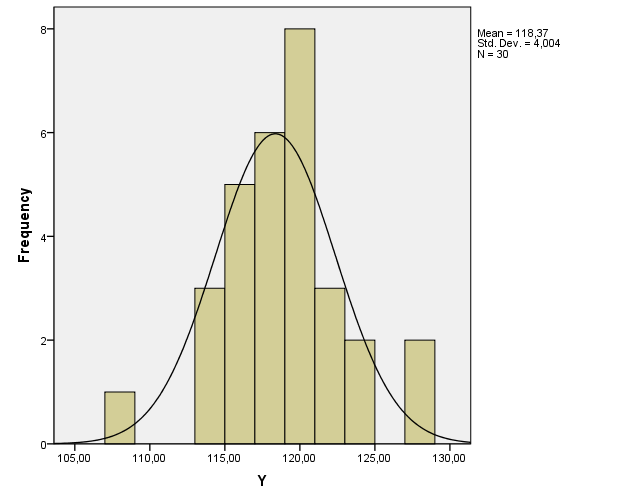 Mean = 118,37
Std. Dev. = 4,004
N = 30
Frequency
8
6
4
2
0
105,00 110,00 115,00 120,00 125,00 130,00
Y